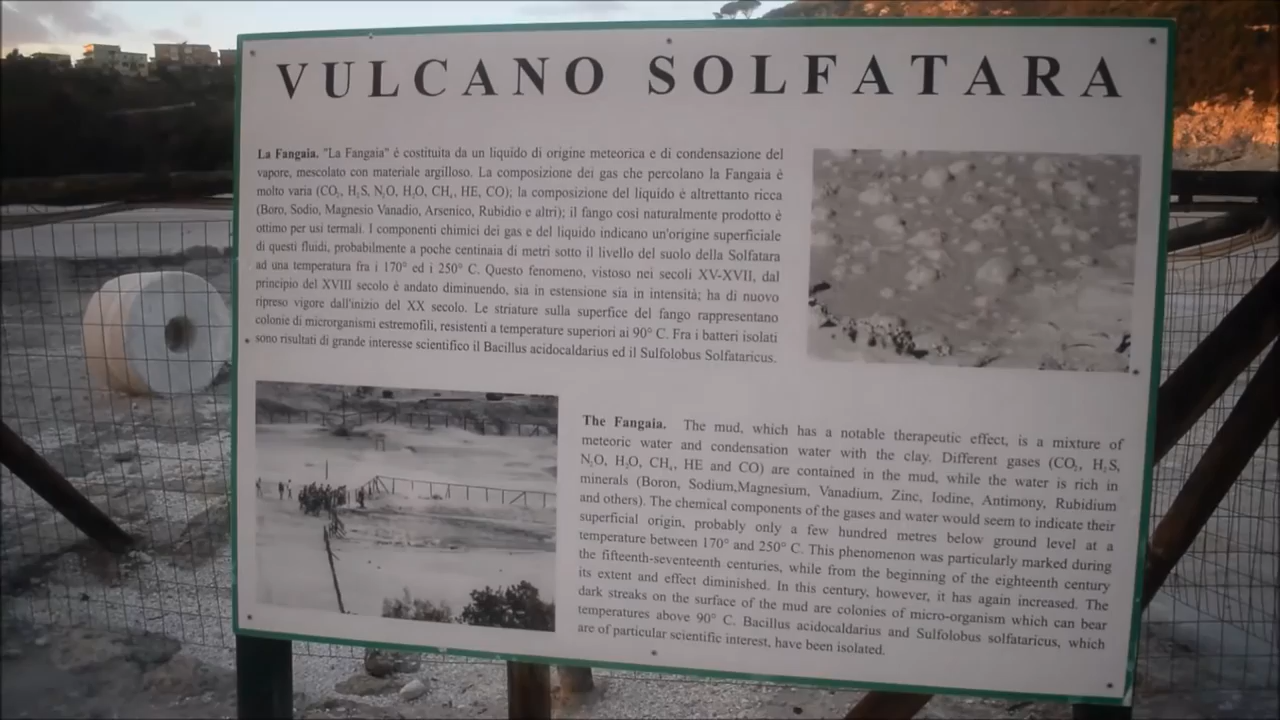 VULCANO SOLFATARA
La Fangaia. "La Fangaia" è costituita da un liquido di origine meteorica e di condensazione del
vapore, mescolato con materiale argilloso. La composizione dei gas che percolano la Fangaia è
molto varia (CO₂, H₂S, N₂O, H₂O, CH₄, HE, CO); la composizione del liquido è altrettanto ricca
(Boro, Sodio, Magnesio Vanadio, Arsenico, Rubidio e altri); il fango così naturalmente prodotto è
ottimo per usi termali. I componenti chimici dei gas e del liquido indicano un'origine superficiale
di questi fluidi, probabilmente a poche centinaia di metri sotto il livello del suolo della Solfatara
ad una temperatura fra i 170° ed i 250° C. Questo fenomeno, vistoso nei secoli XV-XVII, dal
principio del XVIII secolo è andato diminuendo, sia in estensione sia in intensità; ha di nuovo
ripreso vigore dall'inizio del XX secolo. Le striature sulla superfice del fango rappresentano
colonie di microrganismi estremofili, resistenti a temperature superiori ai 90° C. Fra i batteri isolati
sono risultati di grande interesse scientifico il Bacillus acidocaldarius ed il Sulfolobus Solfataricus.
The Fangaia. The mud, which has a notable therapeutic effect, is a mixture of
meteoric water and condensation water with the clay. Different gases (CO₂, H₂S,
N₂O, H₂O, CH₄, HE and CO) are contained in the mud, while the water is rich in
minerals (Boron, Sodium,Magnesium, Vanadium, Zinc, Iodine, Antimony, Rubidium
and others). The chemical components of the gases and water would seem to indicate their
superficial origin, probably only a few hundred metres below ground level at a
temperature between 170° and 250° C. This phenomenon was particularly marked during
the fifteenth-seventeenth centuries, while from the beginning of the eighteenth century
its extent and effect diminished. In this century, however, it has again increased. The
dark streaks on the surface of the mud are colonies of micro-organism which can bear
temperatures above 90° C. Bacillus acidocaldarius and Sulfolobus solfataricus, which
are of particular scientific interest, have been isolated.